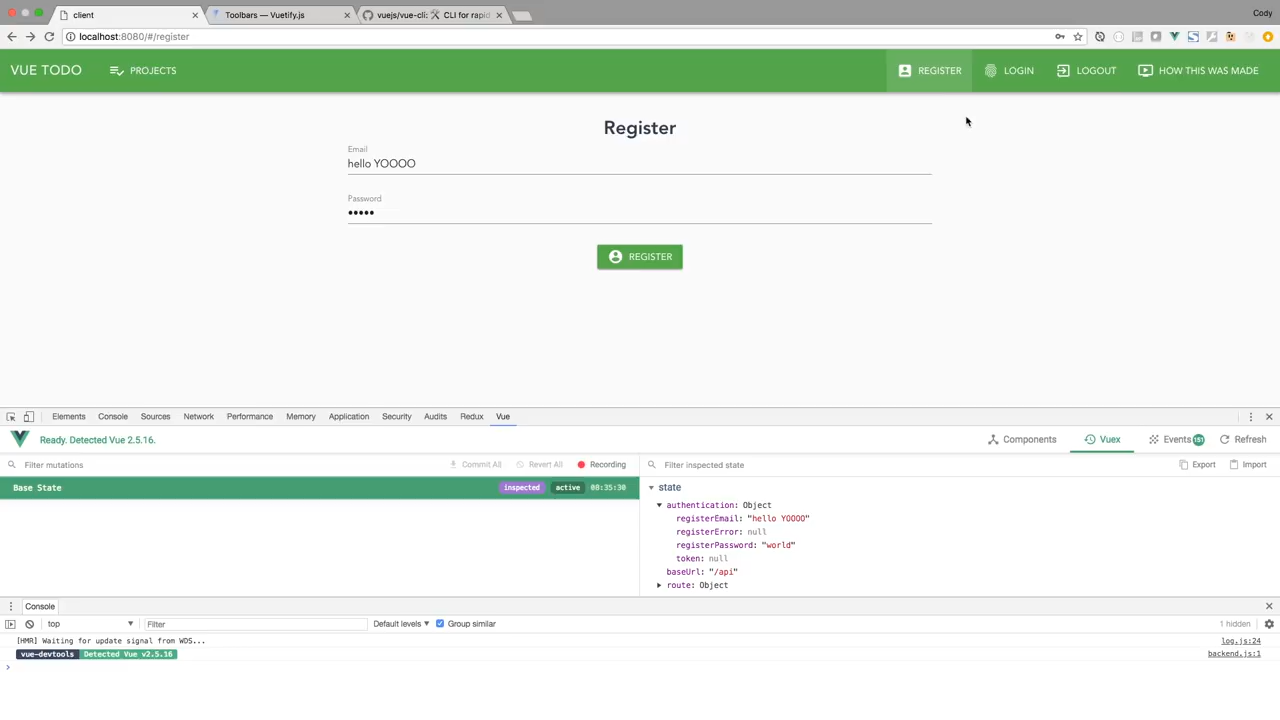 client
Toolbars — Vuetify.js
vuejs/vue-cli: 🛠 CLI for rapid
Cody
localhost:8080/#/register
VUE TODO
PROJECTS
REGISTER
LOGIN
LOGOUT
HOW THIS WAS MADE
Register
Email
hello YOOOO
Password
•••••
REGISTER
Elements Console Sources Network Performance Memory Application Security Audits Redux Vue
Ready. Detected Vue 2.5.16.
Components Vuex Events 151 Refresh
Filter mutations
Commit All Revert All Recording
Filter inspected state
Export Import
Base State
inspected active 08:35:30
state
authentication: Object
registerEmail: "hello YOOOO"
registerError: null
registerPassword: "world"
token: null
baseUrl: "/api"
route: Object
Console
top
Filter
Default levels
Group similar
1 hidden
[HMR] Waiting for update signal from WDS...
log.js:24
vue-devtools Detected Vue v2.5.16
backend.js:1